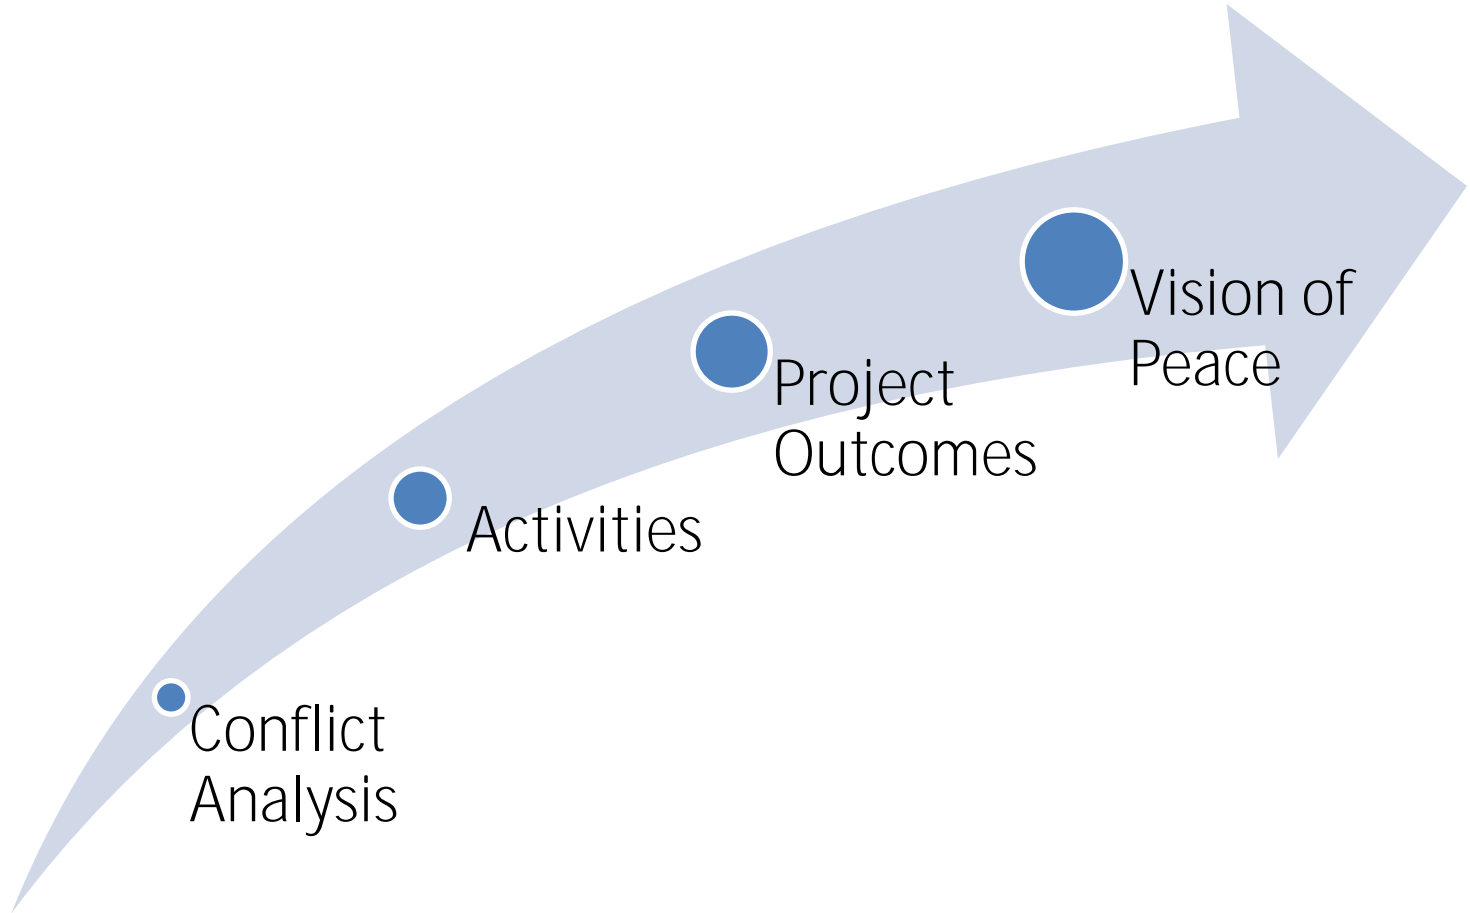 Vision of
Peace
Project
Outcomes
Activities
Conflict
Analysis